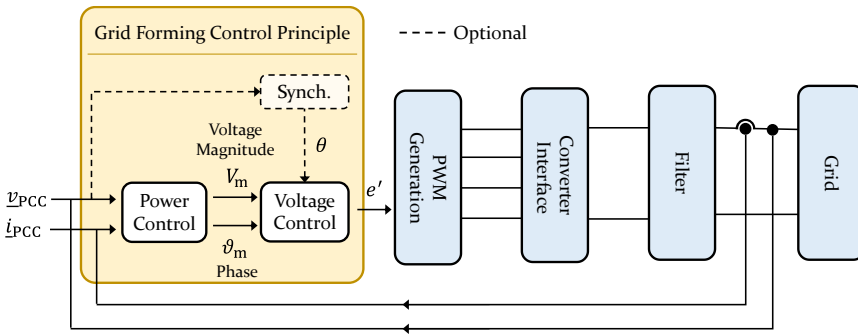 Grid Forming Control Principle
Optional
Synch.
Voltage
Magnitude
θ
V_m
e′
v_PCC
i_PCC
Power
Control
Voltage
Control
ϑ_m
Phase
PWM
Generation
Converter
Interface
Filter
Grid